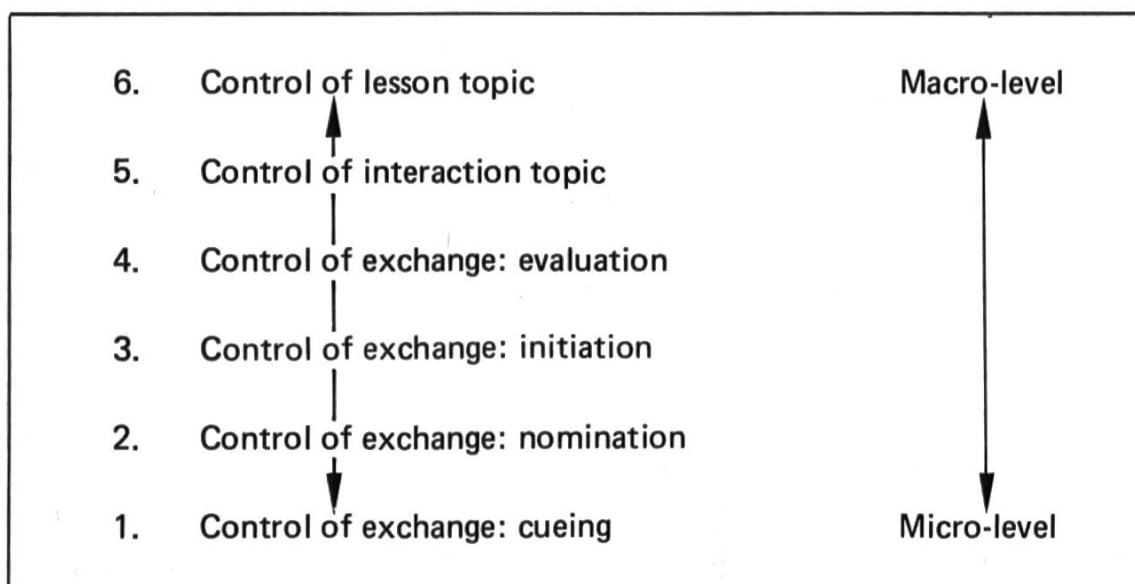 6. Control of lesson topic Macro-level
5. Control of interaction topic
4. Control of exchange: evaluation
3. Control of exchange: initiation
2. Control of exchange: nomination
1. Control of exchange: cueing Micro-level